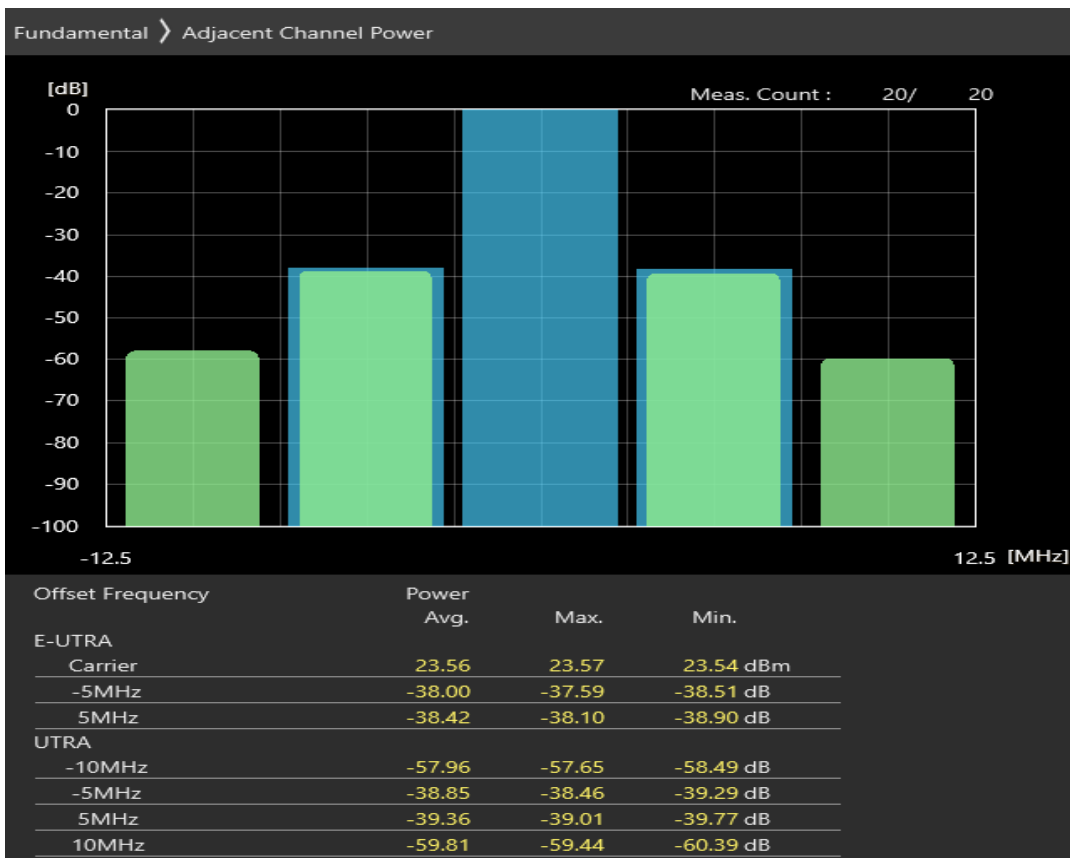 Fundamental > Adjacent Channel Power
[dB]
Meas. Count : 20/ 20
0
-10
-20
-30
-40
-50
-60
-70
-80
-90
-100
-12.5 12.5 [MHz]
Offset Frequency Power
Avg. Max. Min.
E-UTRA
Carrier 23.56 23.57 23.54 dBm
-5MHz -38.00 -37.59 -38.51 dB
5MHz -38.42 -38.10 -38.90 dB
UTRA
-10MHz -57.96 -57.65 -58.49 dB
-5MHz -38.85 -38.46 -39.29 dB
5MHz -39.36 -39.01 -39.77 dB
10MHz -59.81 -59.44 -60.39 dB